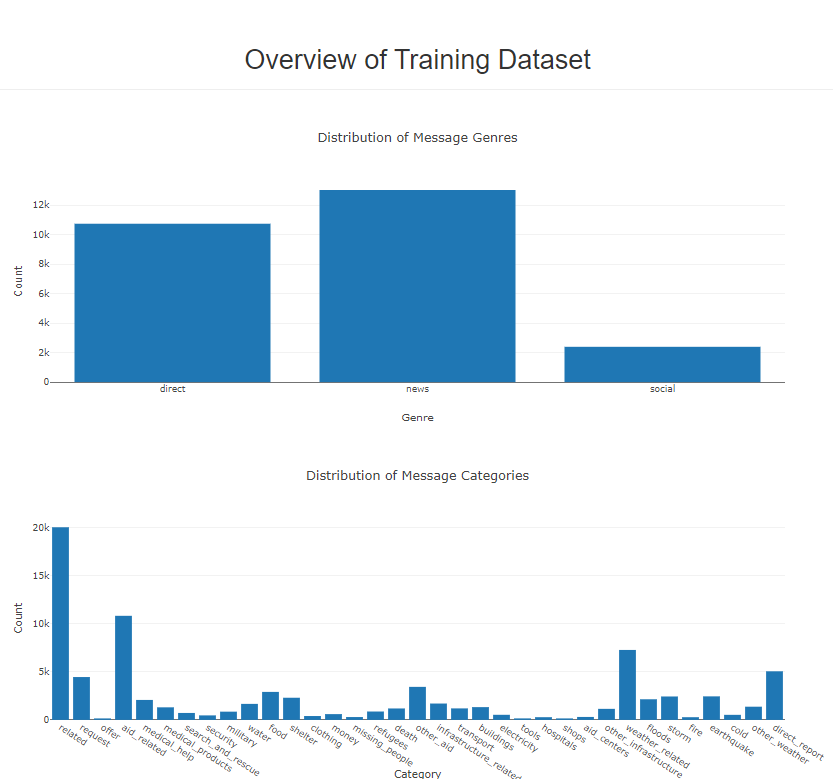 Overview of Training Dataset
Distribution of Message Genres
12k
10k
8k
6k
4k
2k
0
Count
direct
news
social
Genre
Distribution of Message Categories
20k
15k
10k
5k
0
Count
related
request
offer
aid_related
medical_help
medical_products
search_and_rescue
security
military
water
food
shelter
clothing
money
missing_people
refugees
death
other_aid
infrastructure_related
transport
buildings
electricity
tools
hospitals
shops
aid_centers
other_infrastructure
weather_related
floods
storm
fire
earthquake
cold
other_weather
direct_report
Category